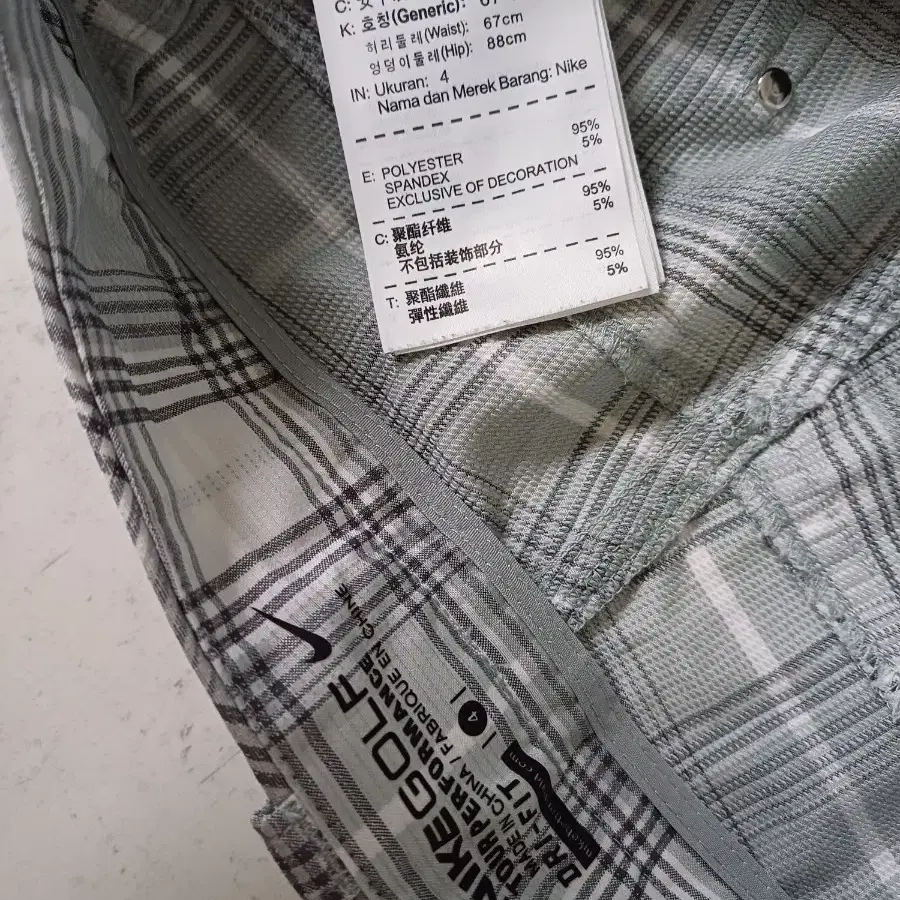 K: 호칭(Generic):
허리둘레(Waist): 67cm
엉덩이둘레(Hip): 88cm
IN: Ukuran: 4
Nama dan Merek Barang: Nike
E: POLYESTER 95%
SPANDEX 5%
EXCLUSIVE OF DECORATION
C: 聚酯纤维 95%
氨纶 5%
不包括装饰部分
T: 聚酯纖維 95%
彈性纖維 5%
NIKEGOLF
TOUR PERFORMANCE
MADE IN CHINA / FABRIQUE EN CHINE
DRI-FIT
4